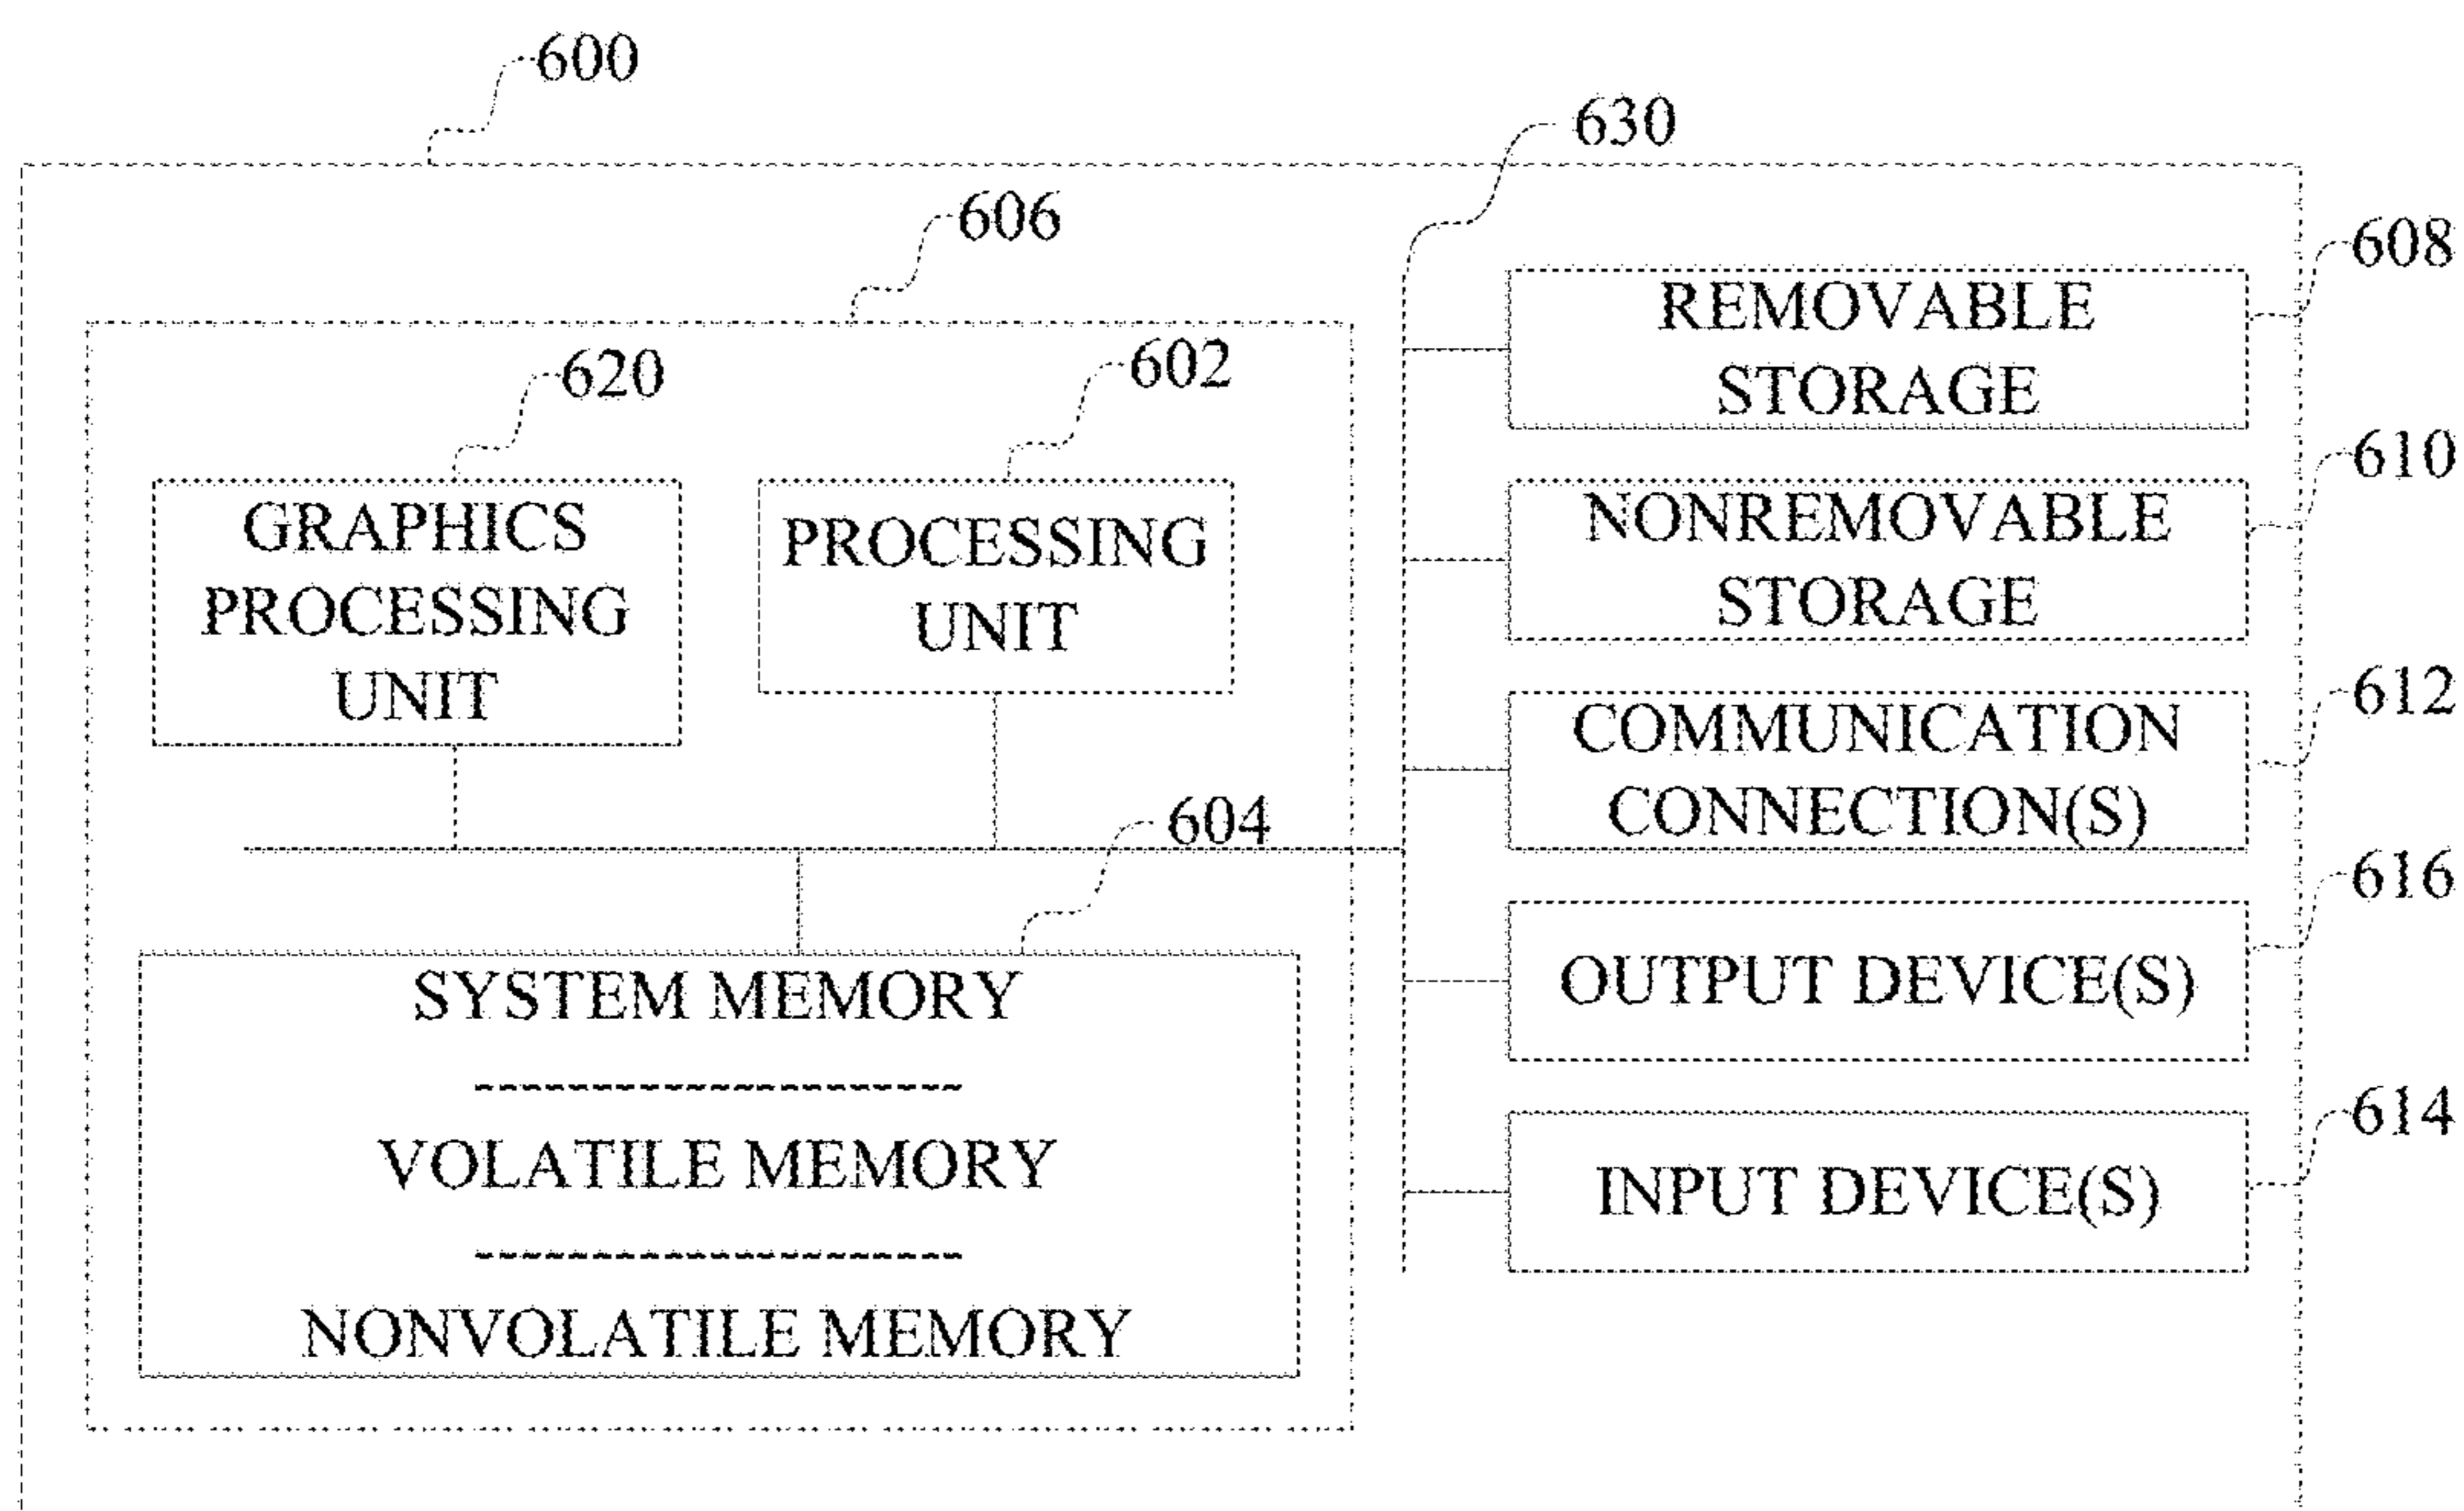 600
630
606
608
620
602
REMOVABLE
STORAGE
610
GRAPHICS
PROCESSING
UNIT
PROCESSING
UNIT
NONREMOVABLE
STORAGE
612
COMMUNICATION
CONNECTION(S)
604
616
SYSTEM MEMORY
OUTPUT DEVICE(S)
614
VOLATILE MEMORY
INPUT DEVICE(S)
NONVOLATILE MEMORY